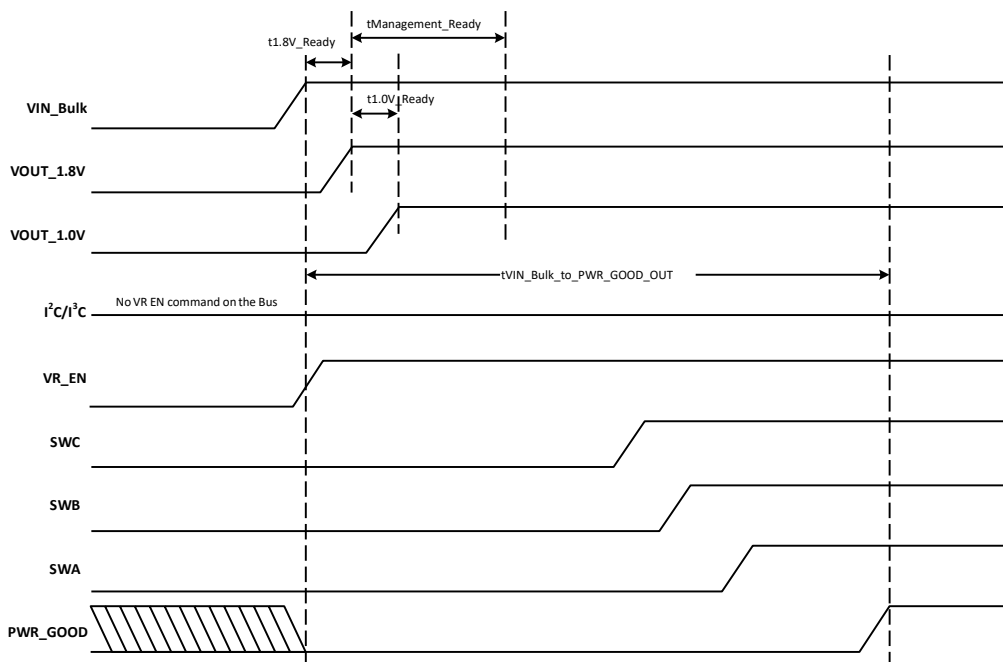 tManagement_Ready
t1.8V_Ready
VIN_Bulk
t1.0V_Ready
VOUT_1.8V
VOUT_1.0V
tVIN_Bulk_to_PWR_GOOD_OUT
No VR EN command on the Bus
I²C/I³C
VR_EN
SWC
SWB
SWA
PWR_GOOD